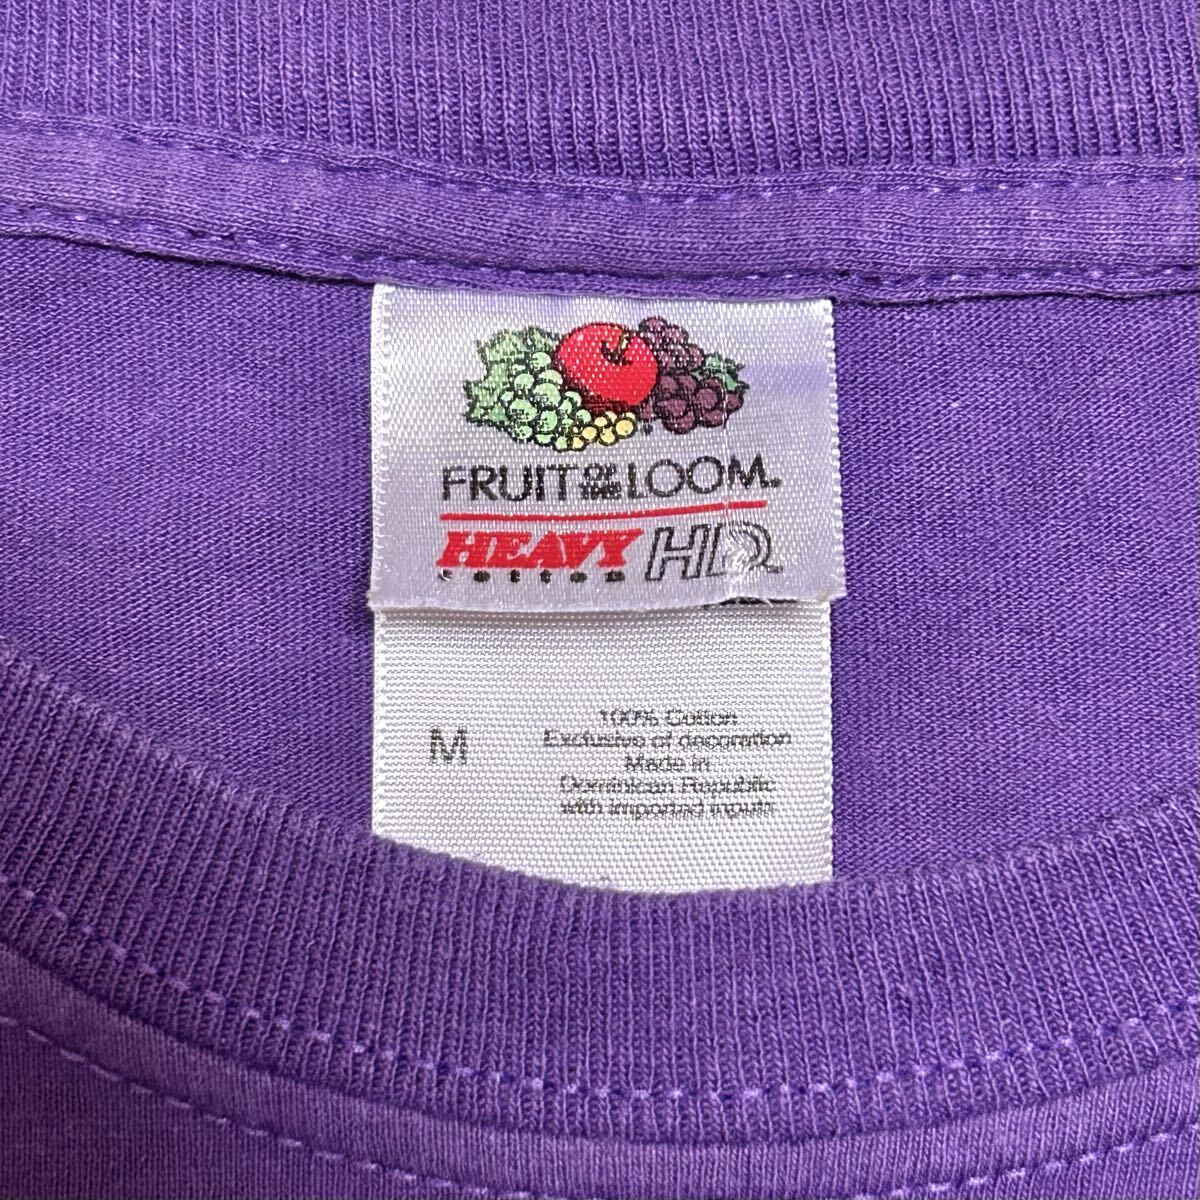 FRUIT OF THE LOOM.
HEAVY HD
cotton
M
100% Cotton
Exclusive of decoration
Made in
Dominican Republic
with imported inputs